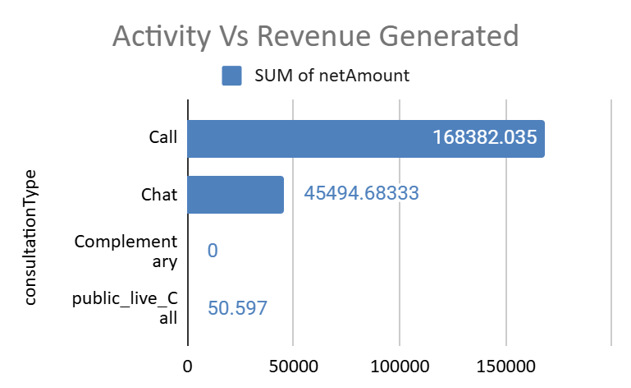 Activity Vs Revenue Generated
SUM of netAmount
consultationType
Call
168382.035
Chat
45494.68333
Complement
ary
0
public_live_C
all
50.597
0
50000
100000
150000